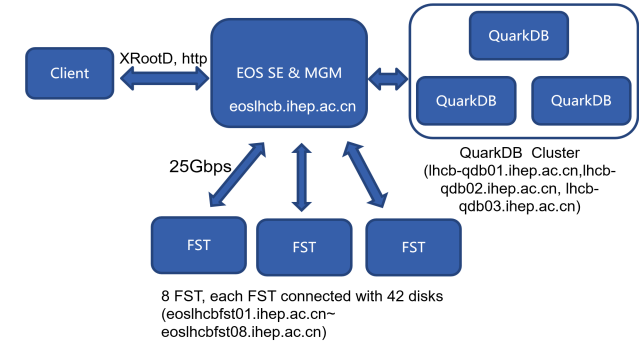 QuarkDB
XRootD, http
Client
EOS SE & MGM
eoslhcb.ihep.ac.cn
QuarkDB
QuarkDB
QuarkDB Cluster
(lhcb-qdb01.ihep.ac.cn,lhcb-
qdb02.ihep.ac.cn, lhcb-
qdb03.ihep.ac.cn)
25Gbps
FST
FST
FST
8 FST, each FST connected with 42 disks
(eoslhcbfst01.ihep.ac.cn~
eoslhcbfst08.ihep.ac.cn)